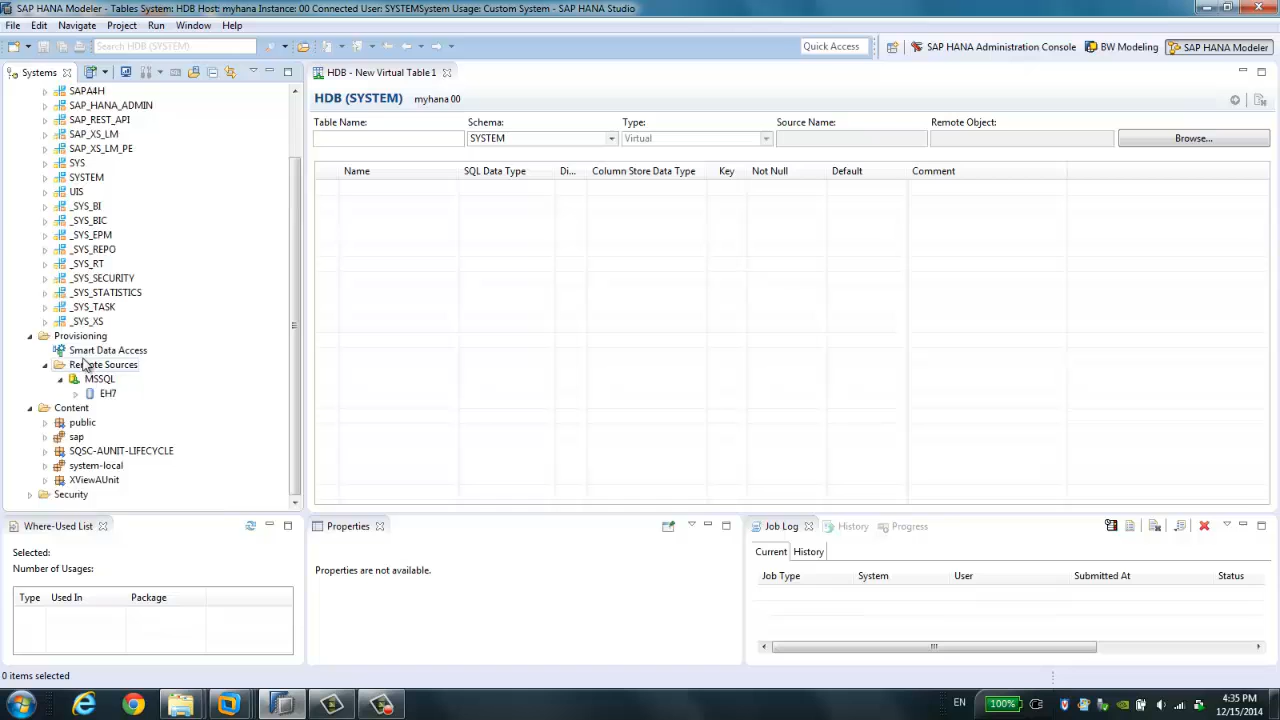 SAP HANA Modeler - Tables System: HDB Host: myhana Instance: 00 Connected User: SYSTEMSystem Usage: Custom System - SAP HANA Studio
File Edit Navigate Project Run Window Help
Search HDB (SYSTEM)
Quick Access
SAP HANA Administration Console
BW Modeling
SAP HANA Modeler
Systems
SAPA4H
SAP_HANA_ADMIN
SAP_REST_API
SAP_XS_LM
SAP_XS_LM_PE
SYS
SYSTEM
UIS
_SYS_BI
_SYS_BIC
_SYS_EPM
_SYS_REPO
_SYS_RT
_SYS_SECURITY
_SYS_STATISTICS
_SYS_TASK
_SYS_XS
Provisioning
Smart Data Access
Remote Sources
MSSQL
EH7
Content
public
sap
SQSC-AUNIT-LIFECYCLE
system-local
XViewAUnit
Security
HDB - New Virtual Table 1
HDB (SYSTEM) myhana 00
Table Name: Schema: Type: Source Name: Remote Object:
SYSTEM Virtual Browse...
Name SQL Data Type Di... Column Store Data Type Key Not Null Default Comment
Where-Used List
Selected:
Number of Usages:
Type Used In Package
Properties
Properties are not available.
Job Log History Progress
Current History
Job Type System User Submitted At Status
0 items selected
EN 100% 4:35 PM
12/15/2014